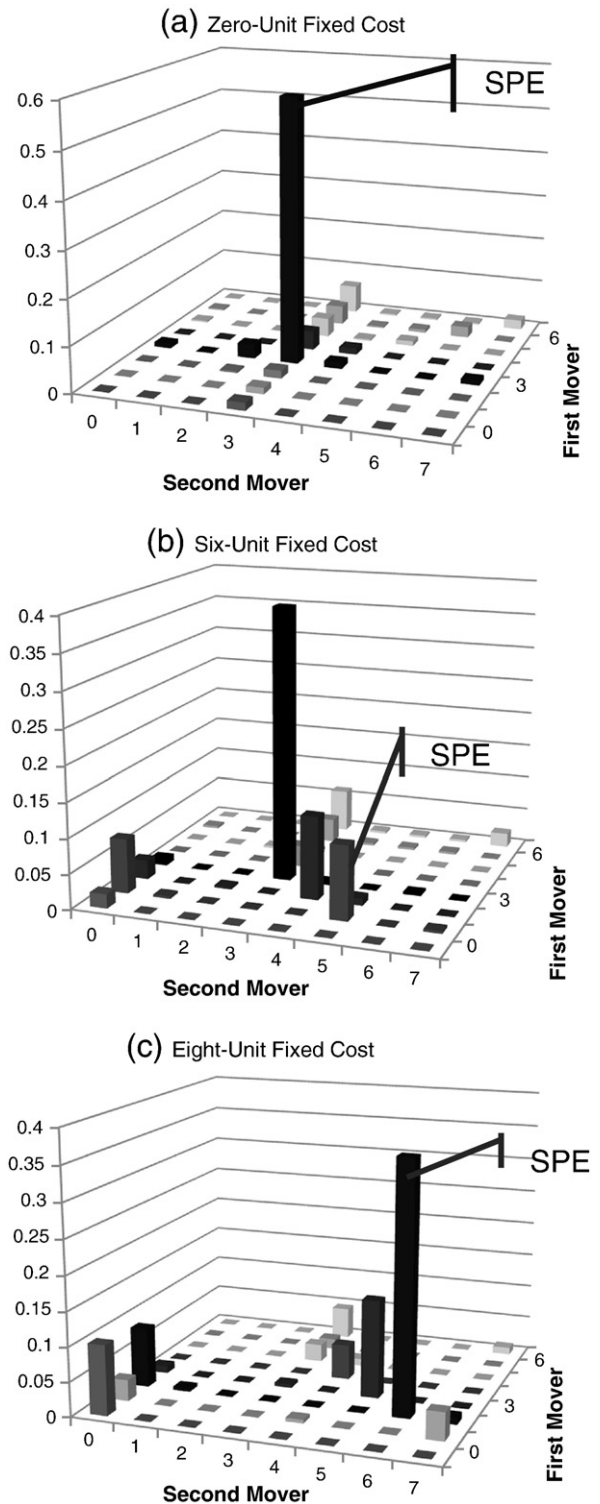 (a) Zero-Unit Fixed Cost
SPE
0.6
0.5
0.4
0.3
0.2
0.1
0
0 1 2 3 4 5 6 7
Second Mover
0 3 6
First Mover
(b) Six-Unit Fixed Cost
0.4
0.35
0.3
0.25
0.2
0.15
0.1
0.05
0
SPE
0 1 2 3 4 5 6 7
Second Mover
0 3 6
First Mover
(c) Eight-Unit Fixed Cost
0.4
0.35
0.3
0.25
0.2
0.15
0.1
0.05
0
SPE
0 1 2 3 4 5 6 7
Second Mover
0 3 6
First Mover